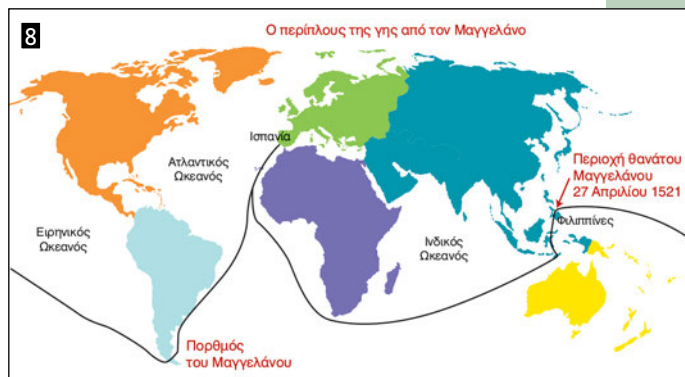 8
Ο περίπλους της γης από τον Μαγγελάνο
Ισπανία
Ατλαντικός
Ωκεανός
Περιοχή θανάτου
Μαγγελάνου
27 Απριλίου 1521
Φιλιππίνες
Ειρηνικός
Ωκεανός
Ινδικός
Ωκεανός
Πορθμός
του Μαγγελάνου